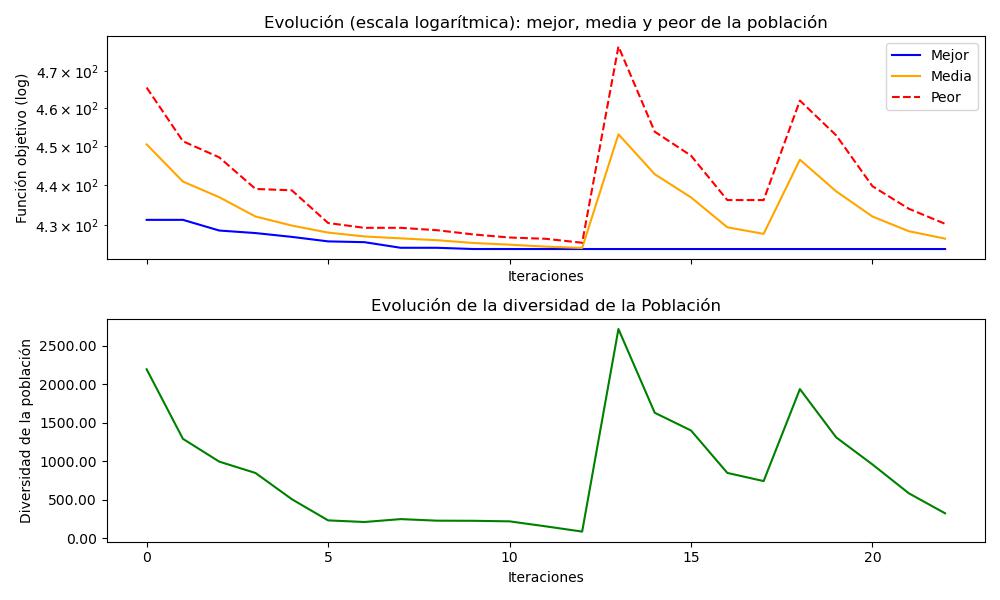 Evolución (escala logarítmica): mejor, media y peor de la población
Función objetivo (log)
4.7 × 10²
4.6 × 10²
4.5 × 10²
4.4 × 10²
4.3 × 10²
Mejor
Media
Peor
Iteraciones
Evolución de la diversidad de la Población
Diversidad de la población
2500.00
2000.00
1500.00
1000.00
500.00
0.00
0 5 10 15 20
Iteraciones